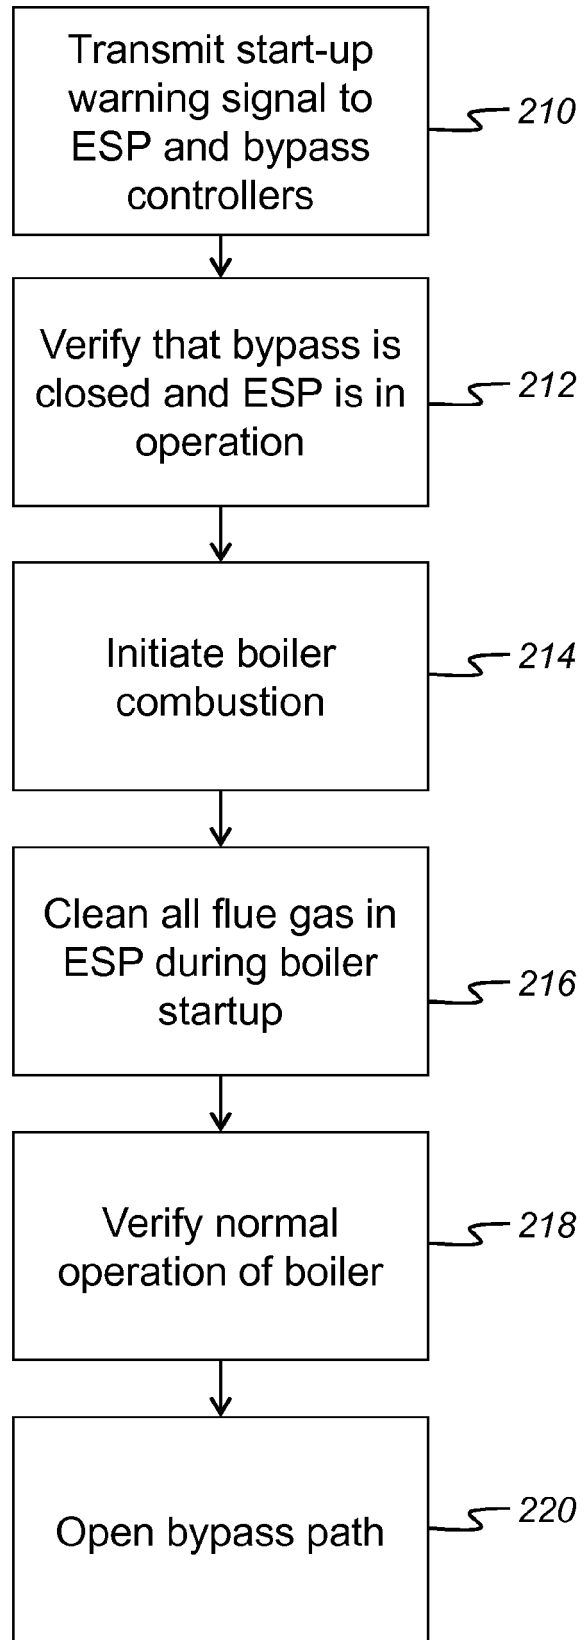 Transmit start-up
warning signal to
ESP and bypass
controllers
210
Verify that bypass is
closed and ESP is in
operation
212
Initiate boiler
combustion
214
Clean all flue gas in
ESP during boiler
startup
216
Verify normal
operation of boiler
218
Open bypass path
220